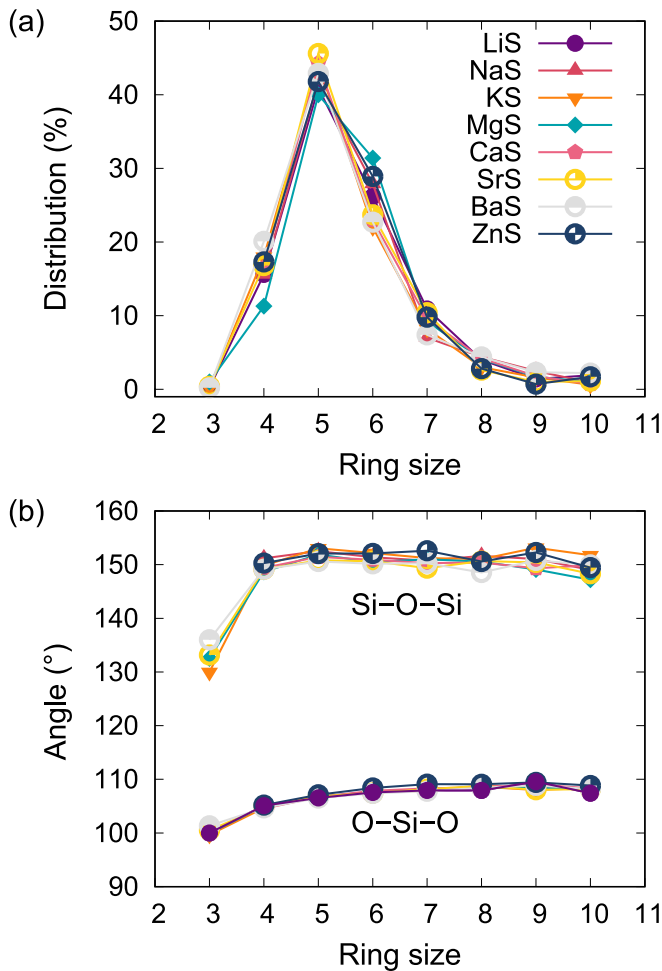 (a)
50
40
30
20
10
0
Distribution (%)
LiS
NaS
KS
MgS
CaS
SrS
BaS
ZnS
2 3 4 5 6 7 8 9 10 11
Ring size
(b)
160
150
140
130
120
110
100
90
Angle (°)
Si−O−Si
O−Si−O
2 3 4 5 6 7 8 9 10 11
Ring size